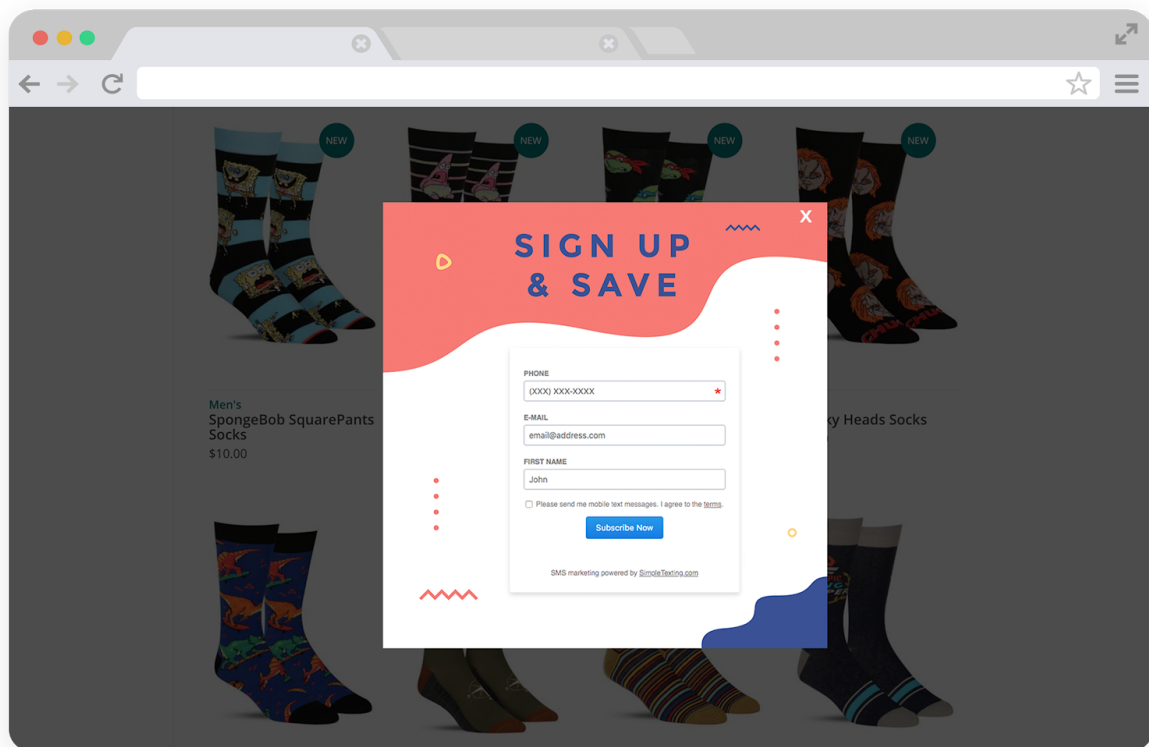 NEW
NEW
NEW
NEW
X
SIGN UP
& SAVE
PHONE
(XXX) XXX-XXXX *
E-MAIL
email@address.com
FIRST NAME
John
Please send me mobile text messages. I agree to the terms.
Subscribe Now
SMS marketing powered by SimpleTexting.com
Men's
SpongeBob SquarePants
Socks
$10.00
Heads Socks